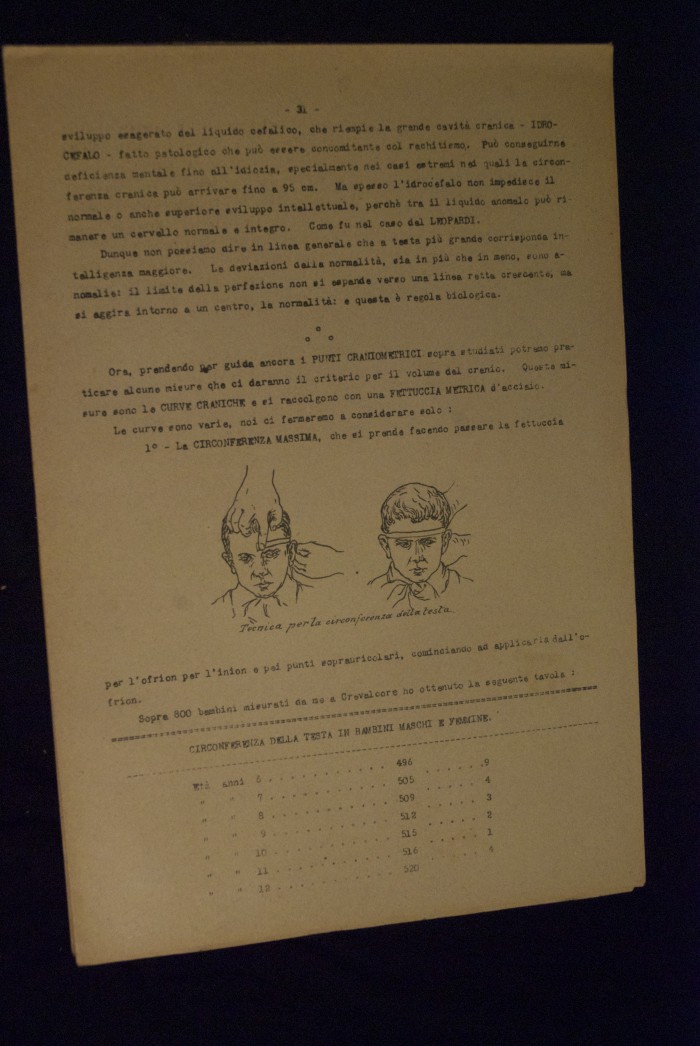 - 31 -
sviluppo esagerato del liquido cefalico, che riempie la grande cavità cranica - IDRO-
CEFALO - fatto patologico che può essere concomitante col rachitismo. Può conseguirne
deficienza mentale fino all'idiozia, specialmente nei casi estremi nei quali la circon-
ferenza cranica può arrivare fino a 95 cm. Ma spesso l'idrocefalo non impedisce il
normale o anche superiore sviluppo intellettuale, perchè tra il liquido anomalo può ri-
manere un cervello normale e integro. Come fu nel caso del LEOPARDI.
Dunque non possiamo dire in linea generale che a testa più grande corrisponda in-
telligenza maggiore. Le deviazioni dalla normalità, sia in più che in meno, sono a-
nomalie: il limite della perfezione non si espande verso una linea retta crescente, ma
si aggira intorno a un centro, la normalità: e questa è regola biologica.
Ora, prendendo per guida ancora i PUNTI CRANIOMETRICI sopra studiati potremo pra-
ticare alcune misure che ci daranno il criterio per il volume del cranio. Queste mi-
sure sono le CURVE CRANICHE e si raccolgono con una FETTUCCIA METRICA d'acciaio.
Le curve sono varie, noi ci fermeremo a considerare solo :
1° - La CIRCONFERENZA MASSIMA, che si prende facendo passare la fettuccia
Tecnica per la circonferenza della testa
per l'ofrion per l'inion e pei punti sopraauricolari, cominciando ad applicarla dall'o-
frion.
Sopra 800 bambini misurati da me a Crevalcore ho ottenuto la seguente tavola :
CIRCONFERENZA DELLA TESTA IN BAMBINI MASCHI E FEMMINE.
Età anni 6 . . . . . . . . . . 496 . . . . . .9
" " 7 . . . . . . . . . . 505 . . . . . . 4
" " 8 . . . . . . . . . . 509 . . . . . . 3
" " 9 . . . . . . . . . . 512 . . . . . . 2
" " 10 . . . . . . . . . . 515 . . . . . . 1
" " 11 . . . . . . . . . . 516 . . . . . . 4
" " 12 . . . . . . . . . . 520